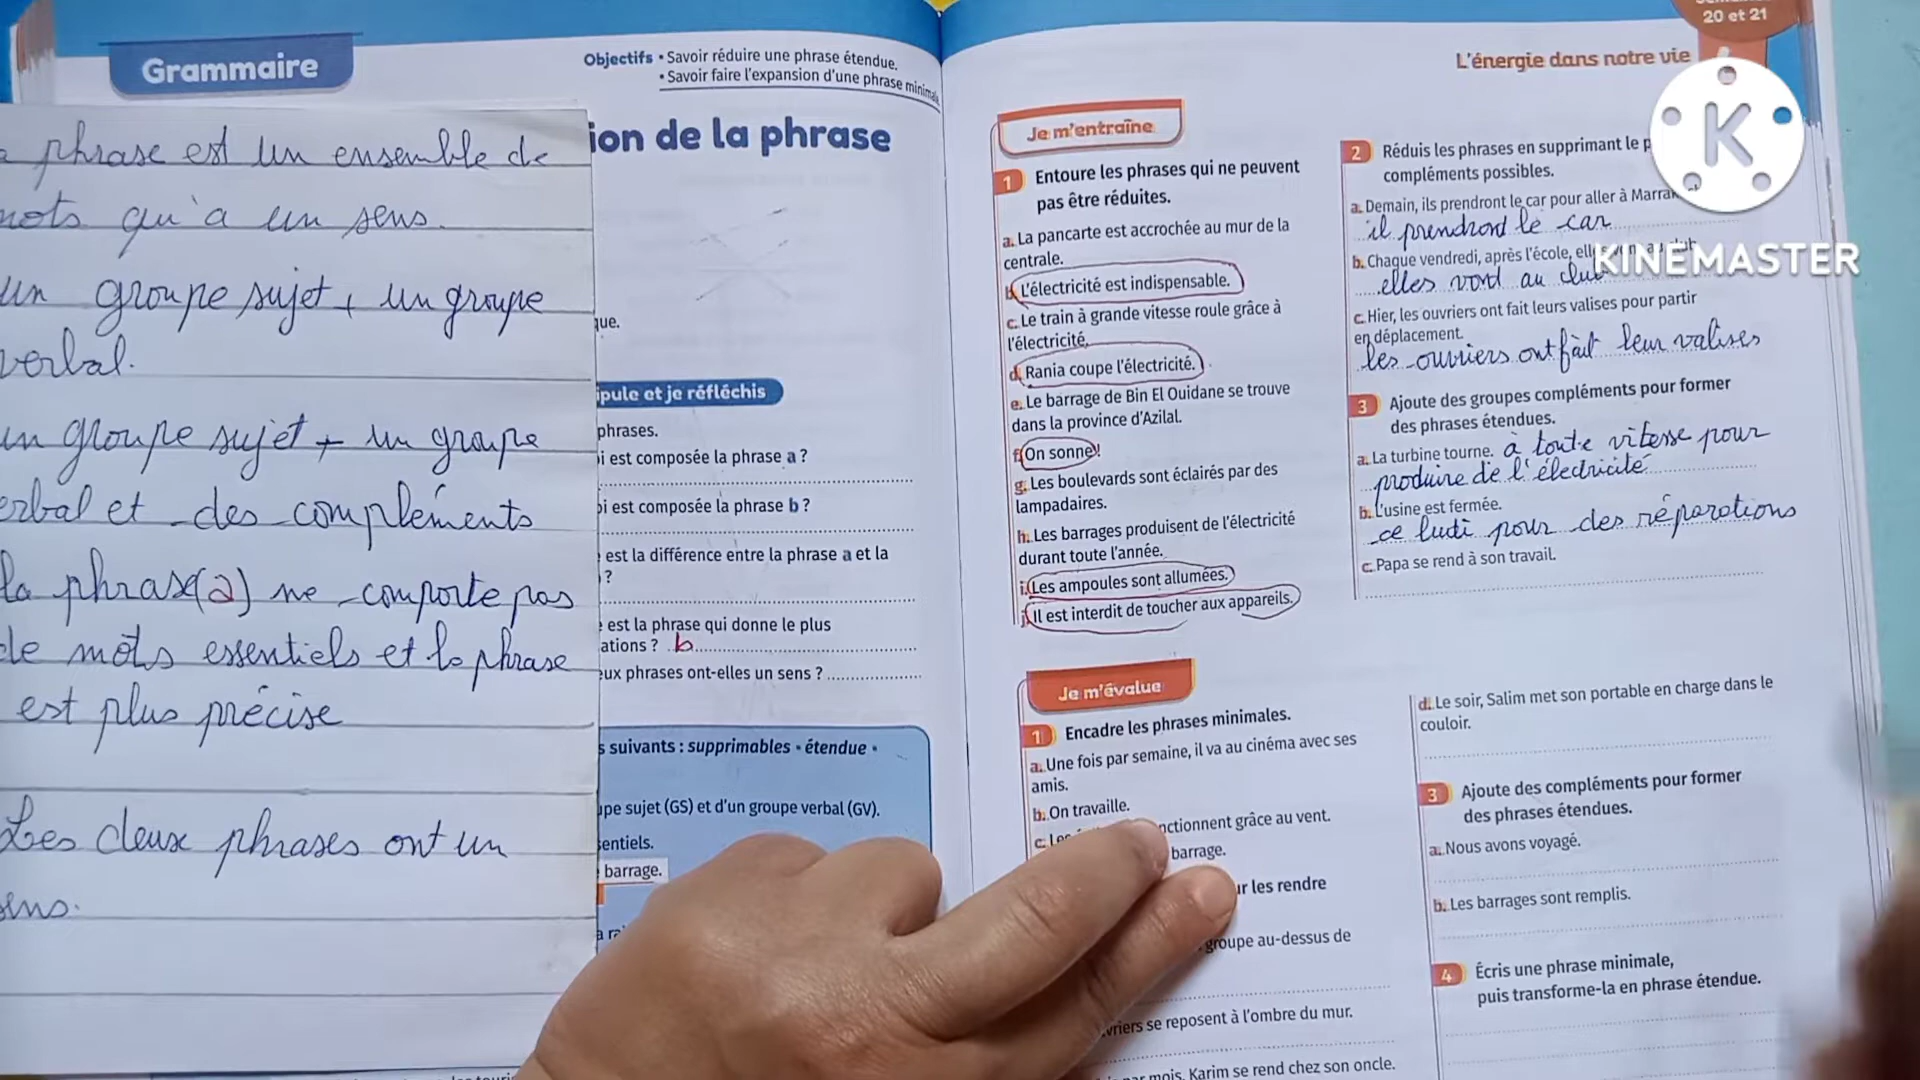 Grammaire
Objectifs • Savoir réduire une phrase étendue.
• Savoir faire l'expansion d'une phrase minimale
ion de la phrase
phrase est un ensemble de
mots qu'a un sens.
un groupe sujet + un groupe
verbal.
un groupe sujet + un groupe
erbal et des compléments
la phrase(a) ne comporte pas
de mots essentiels et la phrase
est plus précise
Les deux phrases ont un
sens.
que.
ipule et je réfléchis
phrases.
i est composée la phrase a ?
i est composée la phrase b ?
est la différence entre la phrase a et la
?
est la phrase qui donne le plus
ations ? b
eux phrases ont-elles un sens ?
s suivants : supprimables • étendue •
upe sujet (GS) et d'un groupe verbal (GV).
sentiels.
barrage.
20 et 21
L'énergie dans notre vie
Je m'entraîne
1 Entoure les phrases qui ne peuvent
pas être réduites.
a. La pancarte est accrochée au mur de la
centrale.
b. L'électricité est indispensable.
c. Le train à grande vitesse roule grâce à
l'électricité.
d. Rania coupe l'électricité.
e. Le barrage de Bin El Ouidane se trouve
dans la province d'Azilal.
f. On sonne!
g. Les boulevards sont éclairés par des
lampadaires.
h. Les barrages produisent de l'électricité
durant toute l'année.
i. Les ampoules sont allumées.
j. Il est interdit de toucher aux appareils.
2 Réduis les phrases en supprimant le p
compléments possibles.
a. Demain, ils prendront le car pour aller à Marrak
il prendront le car
b. Chaque vendredi, après l'école, elles vont au club
elles vont au club
c. Hier, les ouvriers ont fait leurs valises pour partir
en déplacement.
les ouvriers ont fait leur valises
3 Ajoute des groupes compléments pour former
des phrases étendues.
a. La turbine tourne. à toute vitesse pour
produire de l'électricité
b. L'usine est fermée.
ce ludi pour des réparations
c. Papa se rend à son travail.
K
KINEMASTER
Je m'évalue
1 Encadre les phrases minimales.
a. Une fois par semaine, il va au cinéma avec ses
amis.
b. On travaille.
c. Les nctionnent grâce au vent.
barrage.
ur les rendre
groupe au-dessus de
vriers se reposent à l'ombre du mur.
par mois, Karim se rend chez son oncle.
d. Le soir, Salim met son portable en charge dans le
couloir.
3 Ajoute des compléments pour former
des phrases étendues.
a. Nous avons voyagé.
b. Les barrages sont remplis.
4 Écris une phrase minimale,
puis transforme-la en phrase étendue.